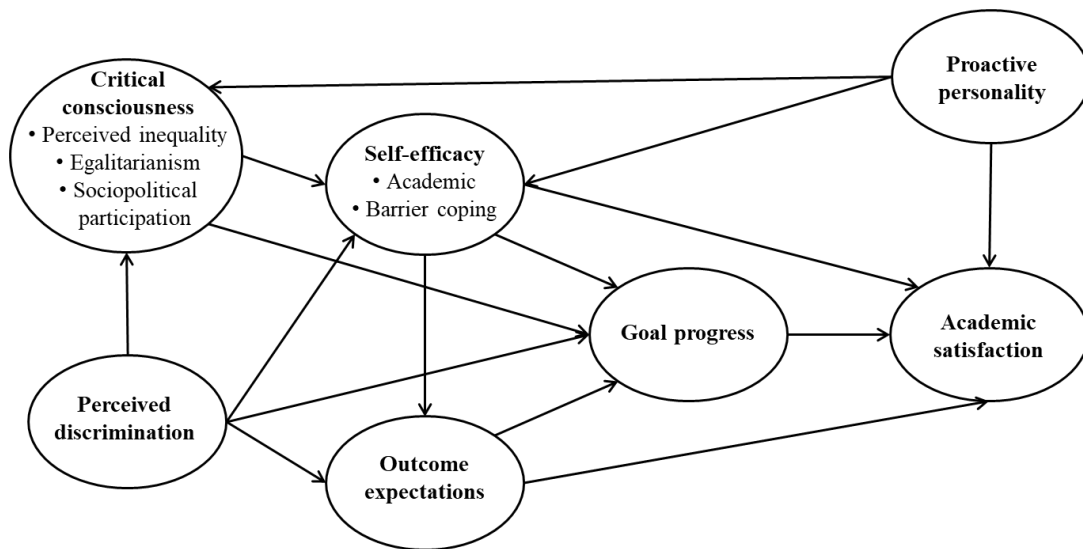 Critical
consciousness
• Perceived inequality
• Egalitarianism
• Sociopolitical
participation
Proactive
personality
Self-efficacy
• Academic
• Barrier coping
Goal progress
Academic
satisfaction
Perceived
discrimination
Outcome
expectations